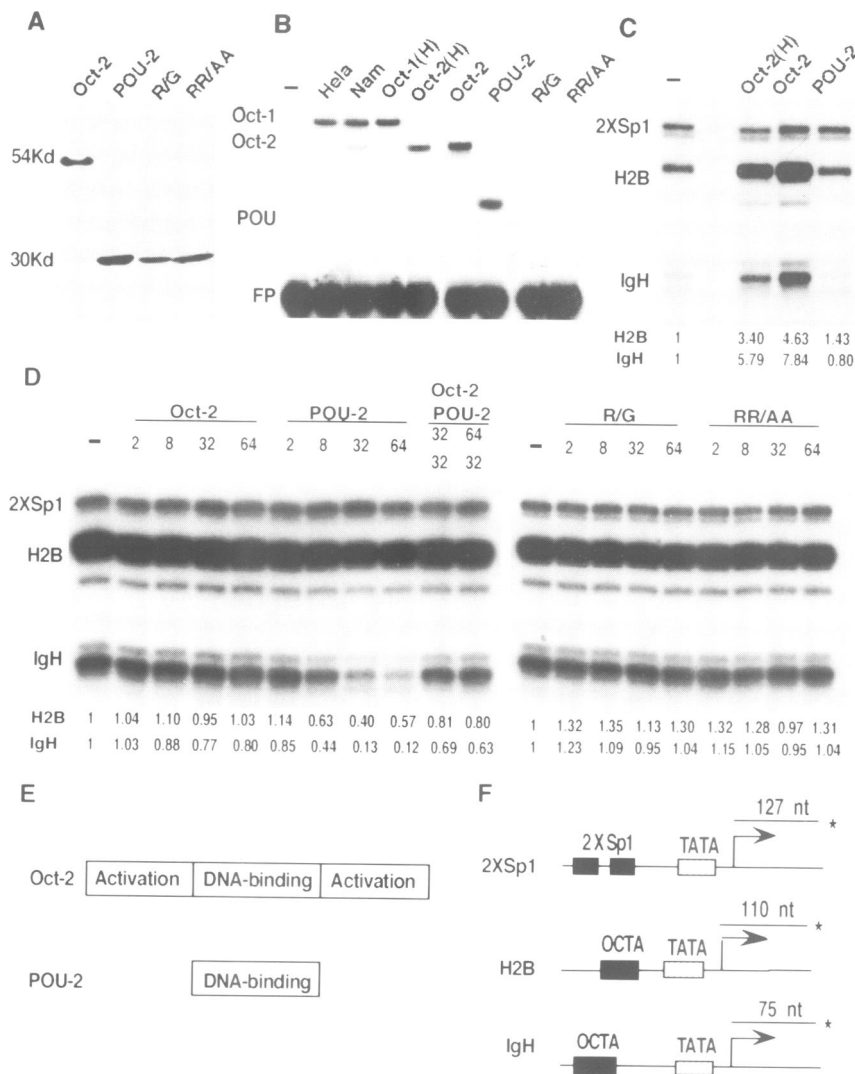 A
Oct-2 POU-2 R/G RR/AA
54Kd
30Kd
B
– Hela Nam Oct-1(H) Oct-2(H) Oct-2 POU-2 R/G RR/AA
Oct-1
Oct-2
POU
FP
C
– Oct-2(H) Oct-2 POU-2
2XSp1
H2B
IgH
H2B 1 3.40 4.63 1.43
IgH 1 5.79 7.84 0.80
D
Oct-2 POU-2 Oct-2 POU-2 R/G RR/AA
– 2 8 32 64 2 8 32 64 32 64 – 2 8 32 64 2 8 32 64
32 32
2XSp1
H2B
IgH
H2B 1 1.04 1.10 0.95 1.03 1.14 0.63 0.40 0.57 0.81 0.80 1 1.32 1.35 1.13 1.30 1.32 1.28 0.97 1.31
IgH 1 1.03 0.88 0.77 0.80 0.85 0.44 0.13 0.12 0.69 0.63 1 1.23 1.09 0.95 1.04 1.15 1.05 0.95 1.04
E
Oct-2 Activation DNA-binding Activation
POU-2 DNA-binding
F
127 nt
*
2XSp1 TATA
2XSp1
110 nt
*
OCTA TATA
H2B
75 nt
*
OCTA TATA
IgH